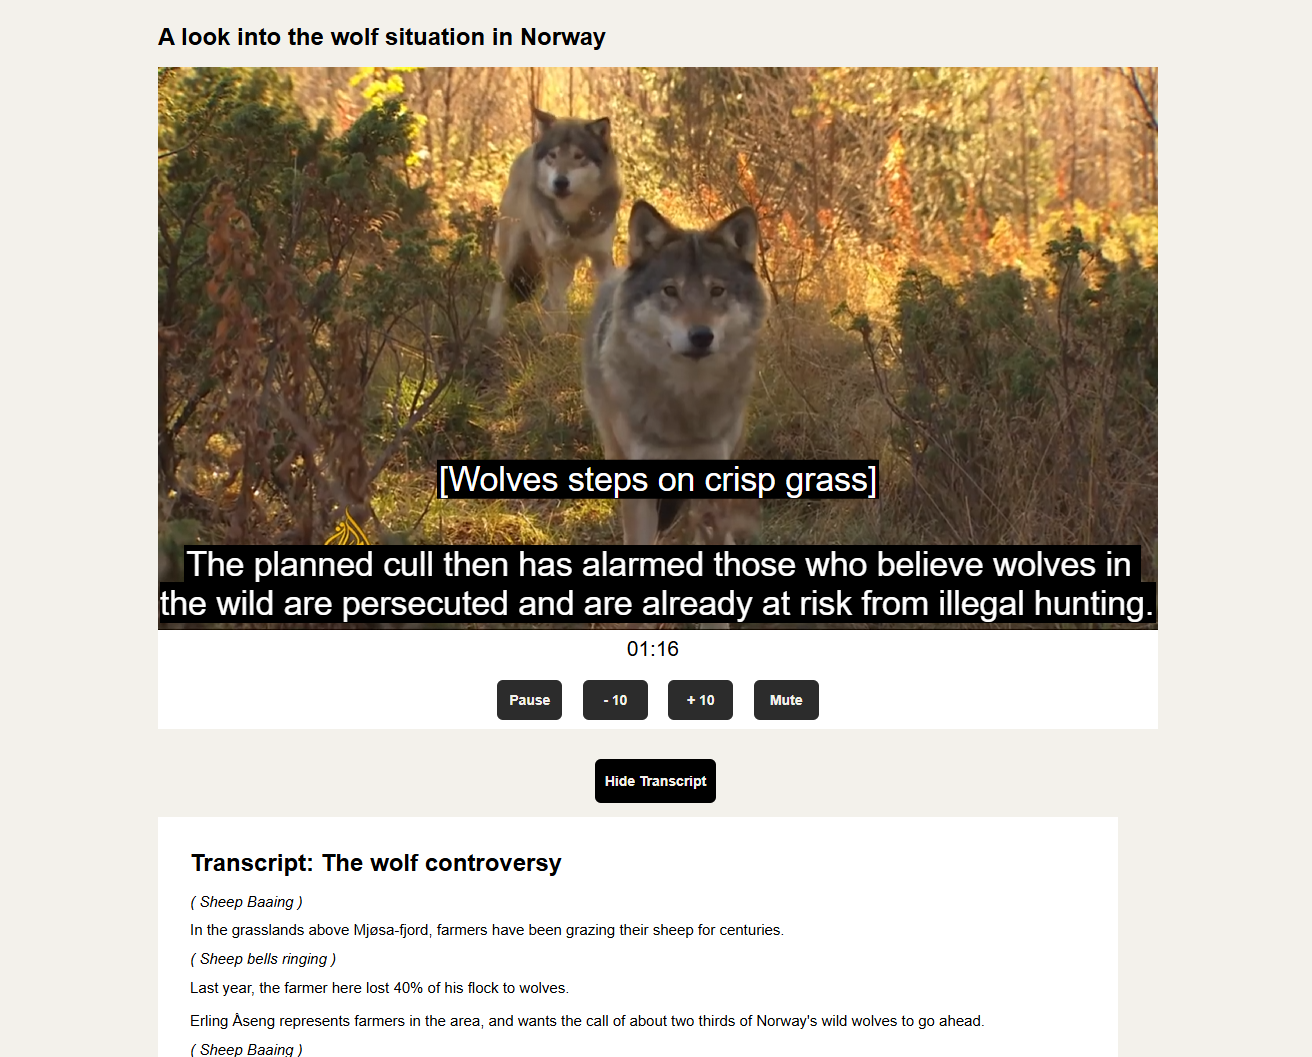 A look into the wolf situation in Norway
[Wolves steps on crisp grass]
The planned cull then has alarmed those who believe wolves in
the wild are persecuted and are already at risk from illegal hunting.
01:16
Pause
- 10
+ 10
Mute
Hide Transcript
Transcript: The wolf controversy
( Sheep Baaing )
In the grasslands above Mjøsa-fjord, farmers have been grazing their sheep for centuries.
( Sheep bells ringing )
Last year, the farmer here lost 40% of his flock to wolves.
Erling Åseng represents farmers in the area, and wants the call of about two thirds of Norway's wild wolves to go ahead.
( Sheep Baaing )